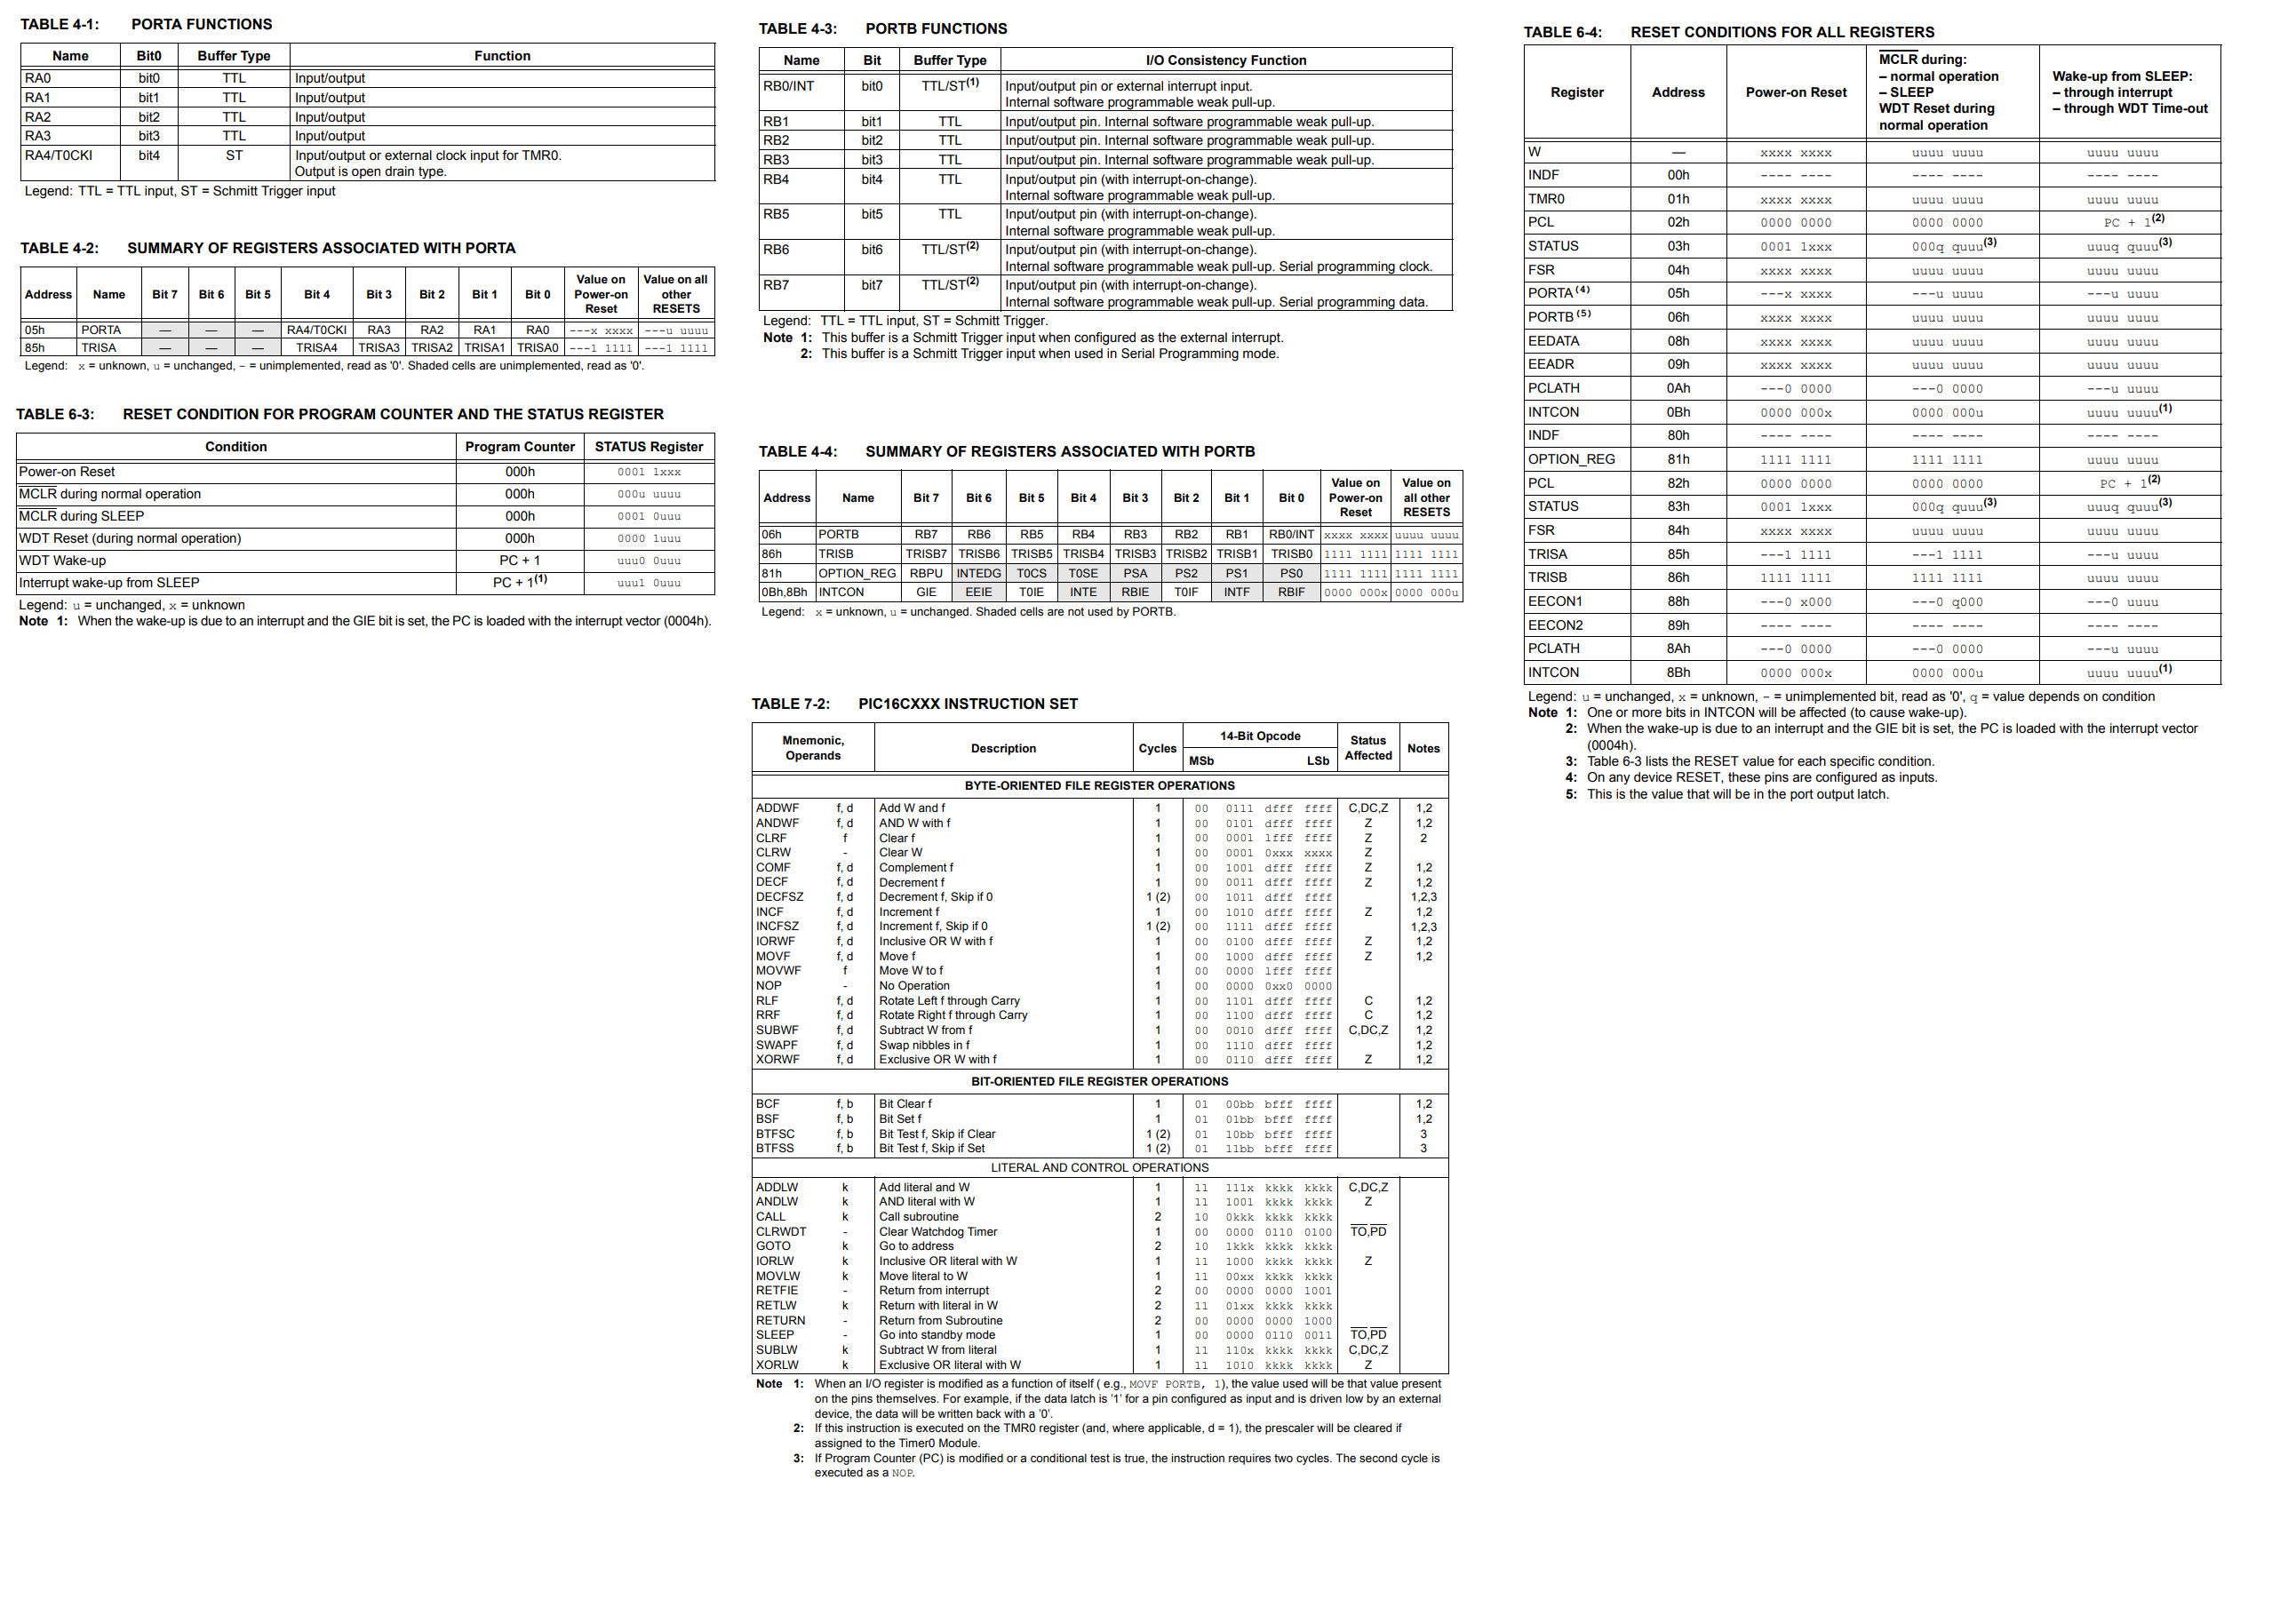 TABLE 4-1: PORTA FUNCTIONS
Name Bit0 Buffer Type Function
RA0 bit0 TTL Input/output
RA1 bit1 TTL Input/output
RA2 bit2 TTL Input/output
RA3 bit3 TTL Input/output
RA4/T0CKI bit4 ST Input/output or external clock input for TMR0.
Output is open drain type.
Legend: TTL = TTL input, ST = Schmitt Trigger input
TABLE 4-2: SUMMARY OF REGISTERS ASSOCIATED WITH PORTA
Address Name Bit 7 Bit 6 Bit 5 Bit 4 Bit 3 Bit 2 Bit 1 Bit 0 Value on Power-on Reset Value on all other RESETS
05h PORTA — — — RA4/T0CKI RA3 RA2 RA1 RA0 ---x xxxx ---u uuuu
85h TRISA — — — TRISA4 TRISA3 TRISA2 TRISA1 TRISA0 ---1 1111 ---1 1111
Legend: x = unknown, u = unchanged, - = unimplemented, read as '0'. Shaded cells are unimplemented, read as '0'.
TABLE 6-3: RESET CONDITION FOR PROGRAM COUNTER AND THE STATUS REGISTER
Condition Program Counter STATUS Register
Power-on Reset 000h 0001 1xxx
MCLR during normal operation 000h 000u uuuu
MCLR during SLEEP 000h 0001 0uuu
WDT Reset (during normal operation) 000h 0000 1uuu
WDT Wake-up PC + 1 uuu0 0uuu
Interrupt wake-up from SLEEP PC + 1(1) uuu1 0uuu
Legend: u = unchanged, x = unknown
Note 1: When the wake-up is due to an interrupt and the GIE bit is set, the PC is loaded with the interrupt vector (0004h).
TABLE 4-3: PORTB FUNCTIONS
Name Bit Buffer Type I/O Consistency Function
RB0/INT bit0 TTL/ST(1) Input/output pin or external interrupt input.
Internal software programmable weak pull-up.
RB1 bit1 TTL Input/output pin. Internal software programmable weak pull-up.
RB2 bit2 TTL Input/output pin. Internal software programmable weak pull-up.
RB3 bit3 TTL Input/output pin. Internal software programmable weak pull-up.
RB4 bit4 TTL Input/output pin (with interrupt-on-change).
Internal software programmable weak pull-up.
RB5 bit5 TTL Input/output pin (with interrupt-on-change).
Internal software programmable weak pull-up.
RB6 bit6 TTL/ST(2) Input/output pin (with interrupt-on-change).
Internal software programmable weak pull-up. Serial programming clock.
RB7 bit7 TTL/ST(2) Input/output pin (with interrupt-on-change).
Internal software programmable weak pull-up. Serial programming data.
Legend: TTL = TTL input, ST = Schmitt Trigger.
Note 1: This buffer is a Schmitt Trigger input when configured as the external interrupt.
2: This buffer is a Schmitt Trigger input when used in Serial Programming mode.
TABLE 4-4: SUMMARY OF REGISTERS ASSOCIATED WITH PORTB
Address Name Bit 7 Bit 6 Bit 5 Bit 4 Bit 3 Bit 2 Bit 1 Bit 0 Value on Power-on Reset Value on all other RESETS
06h PORTB RB7 RB6 RB5 RB4 RB3 RB2 RB1 RB0/INT xxxx xxxx uuuu uuuu
86h TRISB TRISB7 TRISB6 TRISB5 TRISB4 TRISB3 TRISB2 TRISB1 TRISB0 1111 1111 1111 1111
81h OPTION_REG RBPU INTEDG T0CS T0SE PSA PS2 PS1 PS0 1111 1111 1111 1111
0Bh,8Bh INTCON GIE EEIE T0IE INTE RBIE T0IF INTF RBIF 0000 000x 0000 000u
Legend: x = unknown, u = unchanged. Shaded cells are not used by PORTB.
TABLE 7-2: PIC16CXXX INSTRUCTION SET
Mnemonic, Operands Description Cycles 14-Bit Opcode MSb LSb Status Affected Notes
BYTE-ORIENTED FILE REGISTER OPERATIONS
ADDWF f, d Add W and f 1 00 0111 dfff ffff C,DC,Z 1,2
ANDWF f, d AND W with f 1 00 0101 dfff ffff Z 1,2
CLRF f Clear f 1 00 0001 lfff ffff Z 2
CLRW - Clear W 1 00 0001 0xxx xxxx Z
COMF f, d Complement f 1 00 1001 dfff ffff Z 1,2
DECF f, d Decrement f 1 00 0011 dfff ffff Z 1,2
DECFSZ f, d Decrement f, Skip if 0 1 (2) 00 1011 dfff ffff 1,2,3
INCF f, d Increment f 1 00 1010 dfff ffff Z 1,2
INCFSZ f, d Increment f, Skip if 0 1 (2) 00 1111 dfff ffff 1,2,3
IORWF f, d Inclusive OR W with f 1 00 0100 dfff ffff Z 1,2
MOVF f, d Move f 1 00 1000 dfff ffff Z 1,2
MOVWF f Move W to f 1 00 0000 lfff ffff
NOP - No Operation 1 00 0000 0xx0 0000
RLF f, d Rotate Left f through Carry 1 00 1101 dfff ffff C 1,2
RRF f, d Rotate Right f through Carry 1 00 1100 dfff ffff C 1,2
SUBWF f, d Subtract W from f 1 00 0010 dfff ffff C,DC,Z 1,2
SWAPF f, d Swap nibbles in f 1 00 1110 dfff ffff 1,2
XORWF f, d Exclusive OR W with f 1 00 0110 dfff ffff Z 1,2
BIT-ORIENTED FILE REGISTER OPERATIONS
BCF f, b Bit Clear f 1 01 00bb bfff ffff 1,2
BSF f, b Bit Set f 1 01 01bb bfff ffff 1,2
BTFSC f, b Bit Test f, Skip if Clear 1 (2) 01 10bb bfff ffff 3
BTFSS f, b Bit Test f, Skip if Set 1 (2) 01 11bb bfff ffff 3
LITERAL AND CONTROL OPERATIONS
ADDLW k Add literal and W 1 11 111x kkkk kkkk C,DC,Z
ANDLW k AND literal with W 1 11 1001 kkkk kkkk Z
CALL k Call subroutine 2 10 0kkk kkkk kkkk
CLRWDT - Clear Watchdog Timer 1 00 0000 0110 0100 TO,PD
GOTO k Go to address 2 10 1kkk kkkk kkkk
IORLW k Inclusive OR literal with W 1 11 1000 kkkk kkkk Z
MOVLW k Move literal to W 1 11 00xx kkkk kkkk
RETFIE - Return from interrupt 2 00 0000 0000 1001
RETLW k Return with literal in W 2 11 01xx kkkk kkkk
RETURN - Return from Subroutine 2 00 0000 0000 1000
SLEEP - Go into standby mode 1 00 0000 0110 0011 TO,PD
SUBLW k Subtract W from literal 1 11 110x kkkk kkkk C,DC,Z
XORLW k Exclusive OR literal with W 1 11 1010 kkkk kkkk Z
Note 1: When an I/O register is modified as a function of itself ( e.g., MOVF PORTB, 1), the value used will be that value present
on the pins themselves. For example, if the data latch is '1' for a pin configured as input and is driven low by an external
device, the data will be written back with a '0'.
2: If this instruction is executed on the TMR0 register (and, where applicable, d = 1), the prescaler will be cleared if
assigned to the Timer0 Module.
3: If Program Counter (PC) is modified or a conditional test is true, the instruction requires two cycles. The second cycle is
executed as a NOP.
TABLE 6-4: RESET CONDITIONS FOR ALL REGISTERS
Register Address Power-on Reset MCLR during: – normal operation – SLEEP WDT Reset during normal operation Wake-up from SLEEP: – through interrupt – through WDT Time-out
W — xxxx xxxx uuuu uuuu uuuu uuuu
INDF 00h ---- ---- ---- ---- ---- ----
TMR0 01h xxxx xxxx uuuu uuuu uuuu uuuu
PCL 02h 0000 0000 0000 0000 PC + 1(2)
STATUS 03h 0001 1xxx 000q quuu(3) uuuq quuu(3)
FSR 04h xxxx xxxx uuuu uuuu uuuu uuuu
PORTA(4) 05h ---x xxxx ---u uuuu ---u uuuu
PORTB(5) 06h xxxx xxxx uuuu uuuu uuuu uuuu
EEDATA 08h xxxx xxxx uuuu uuuu uuuu uuuu
EEADR 09h xxxx xxxx uuuu uuuu uuuu uuuu
PCLATH 0Ah ---0 0000 ---0 0000 ---u uuuu
INTCON 0Bh 0000 000x 0000 000u uuuu uuuu(1)
INDF 80h ---- ---- ---- ---- ---- ----
OPTION_REG 81h 1111 1111 1111 1111 uuuu uuuu
PCL 82h 0000 0000 0000 0000 PC + 1(2)
STATUS 83h 0001 1xxx 000q quuu(3) uuuq quuu(3)
FSR 84h xxxx xxxx uuuu uuuu uuuu uuuu
TRISA 85h ---1 1111 ---1 1111 ---u uuuu
TRISB 86h 1111 1111 1111 1111 uuuu uuuu
EECON1 88h ---0 x000 ---0 q000 ---0 uuuu
EECON2 89h ---- ---- ---- ---- ---- ----
PCLATH 8Ah ---0 0000 ---0 0000 ---u uuuu
INTCON 8Bh 0000 000x 0000 000u uuuu uuuu(1)
Legend: u = unchanged, x = unknown, - = unimplemented bit, read as '0', q = value depends on condition
Note 1: One or more bits in INTCON will be affected (to cause wake-up).
2: When the wake-up is due to an interrupt and the GIE bit is set, the PC is loaded with the interrupt vector
(0004h).
3: Table 6-3 lists the RESET value for each specific condition.
4: On any device RESET, these pins are configured as inputs.
5: This is the value that will be in the port output latch.